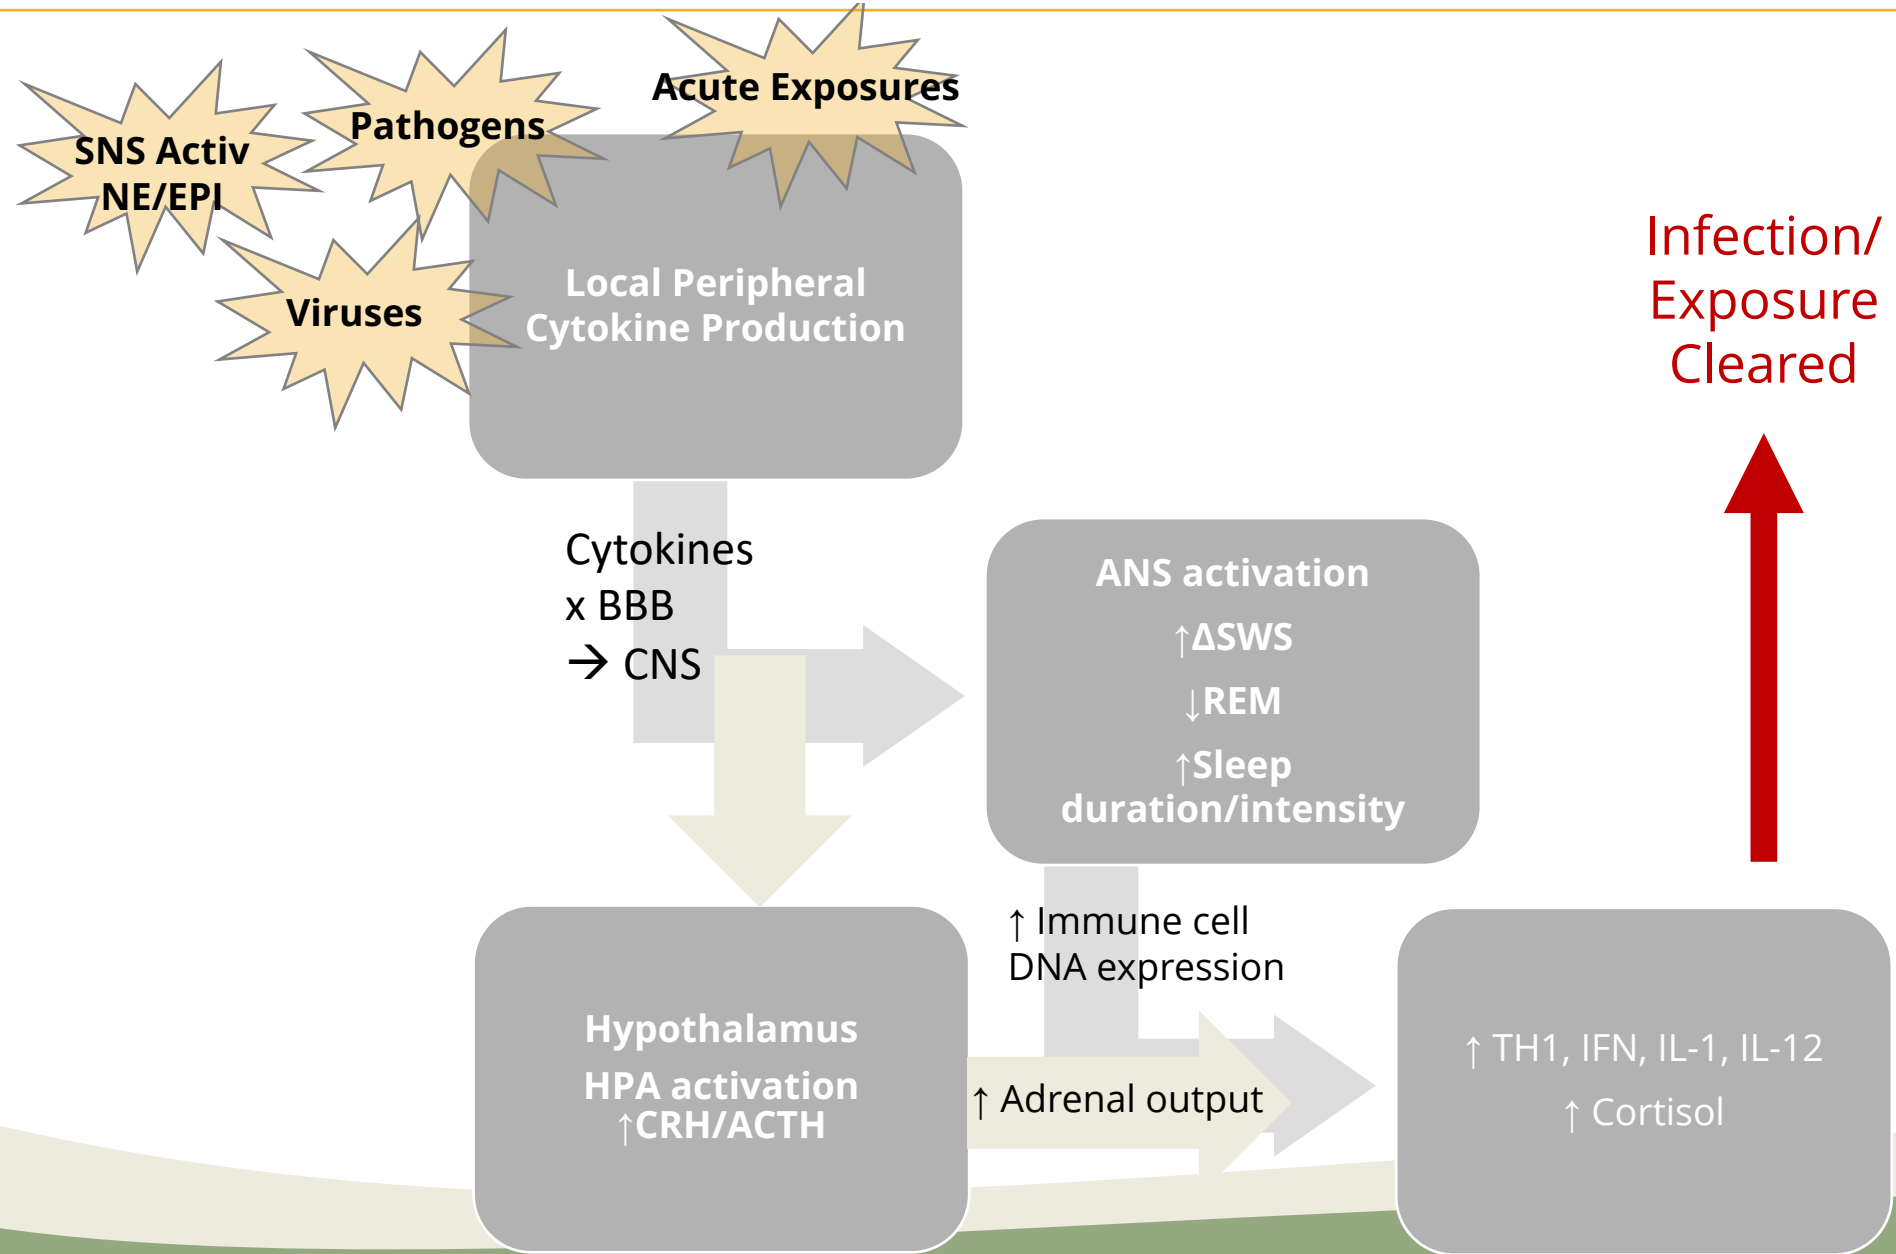 Acute Exposures
Pathogens
SNS Activ
NE/EPI
Viruses
Local Peripheral
Cytokine Production
Infection/
Exposure
Cleared
Cytokines
x BBB
→ CNS
ANS activation
↑ΔSWS
↓REM
↑Sleep
duration/intensity
↑ Immune cell
DNA expression
Hypothalamus
HPA activation
↑CRH/ACTH
↑ Adrenal output
↑ TH1, IFN, IL-1, IL-12
↑ Cortisol